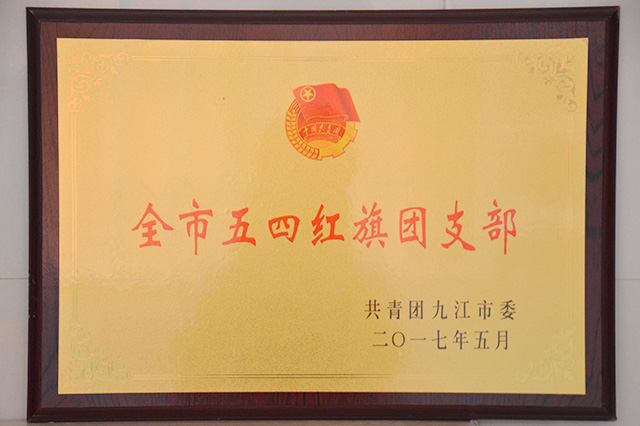 全市五四红旗团支部
共青团九江市委
二〇一七年五月